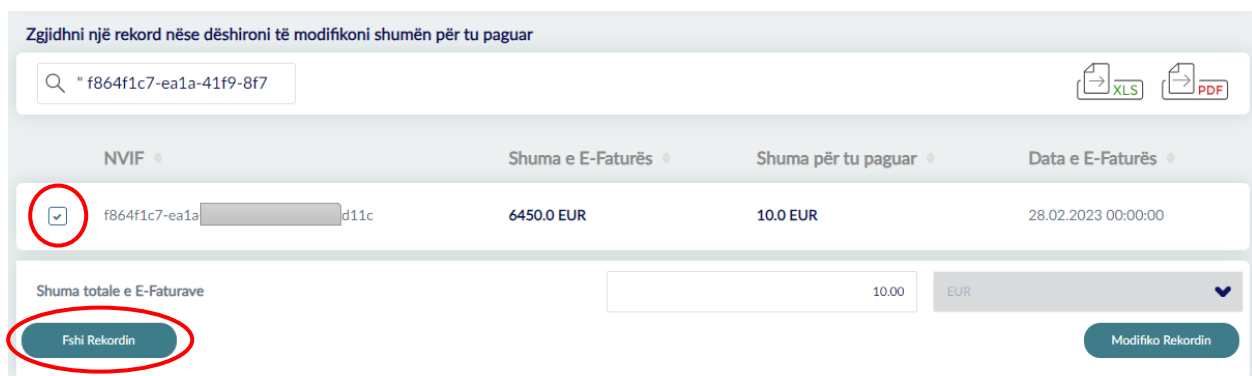 Zgjidhni një rekord nëse dëshironi të modifikoni shumën për tu paguar
" f864f1c7-ea1a-41f9-8f7
XLS PDF
NVIF Shuma e E-Faturës Shuma për tu paguar Data e E-Faturës
f864f1c7-ea1a d11c 6450.0 EUR 10.0 EUR 28.02.2023 00:00:00
Shuma totale e E-Faturave 10.00 EUR
Fshi Rekordin Modifiko Rekordin